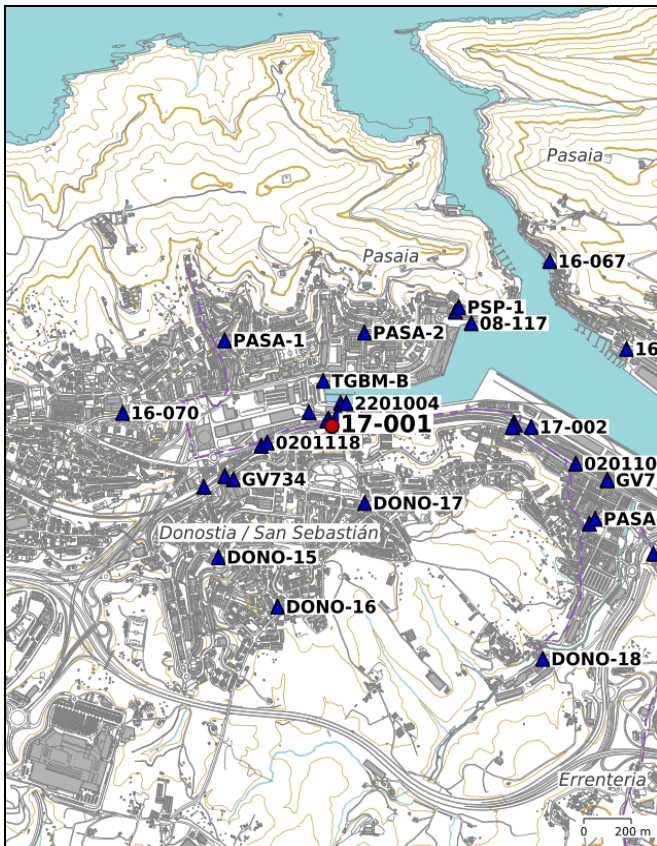 Pasaia
Pasaia
16-067
PSP-1
08-117
PASA-1
PASA-2
16
TGBM-B
2201004
16-070
17-001
17-002
0201118
020110
GV734
GV7
DONO-17
PASA
Donostia / San Sebastián
DONO-15
DONO-16
DONO-18
Errenteria
0 200 m